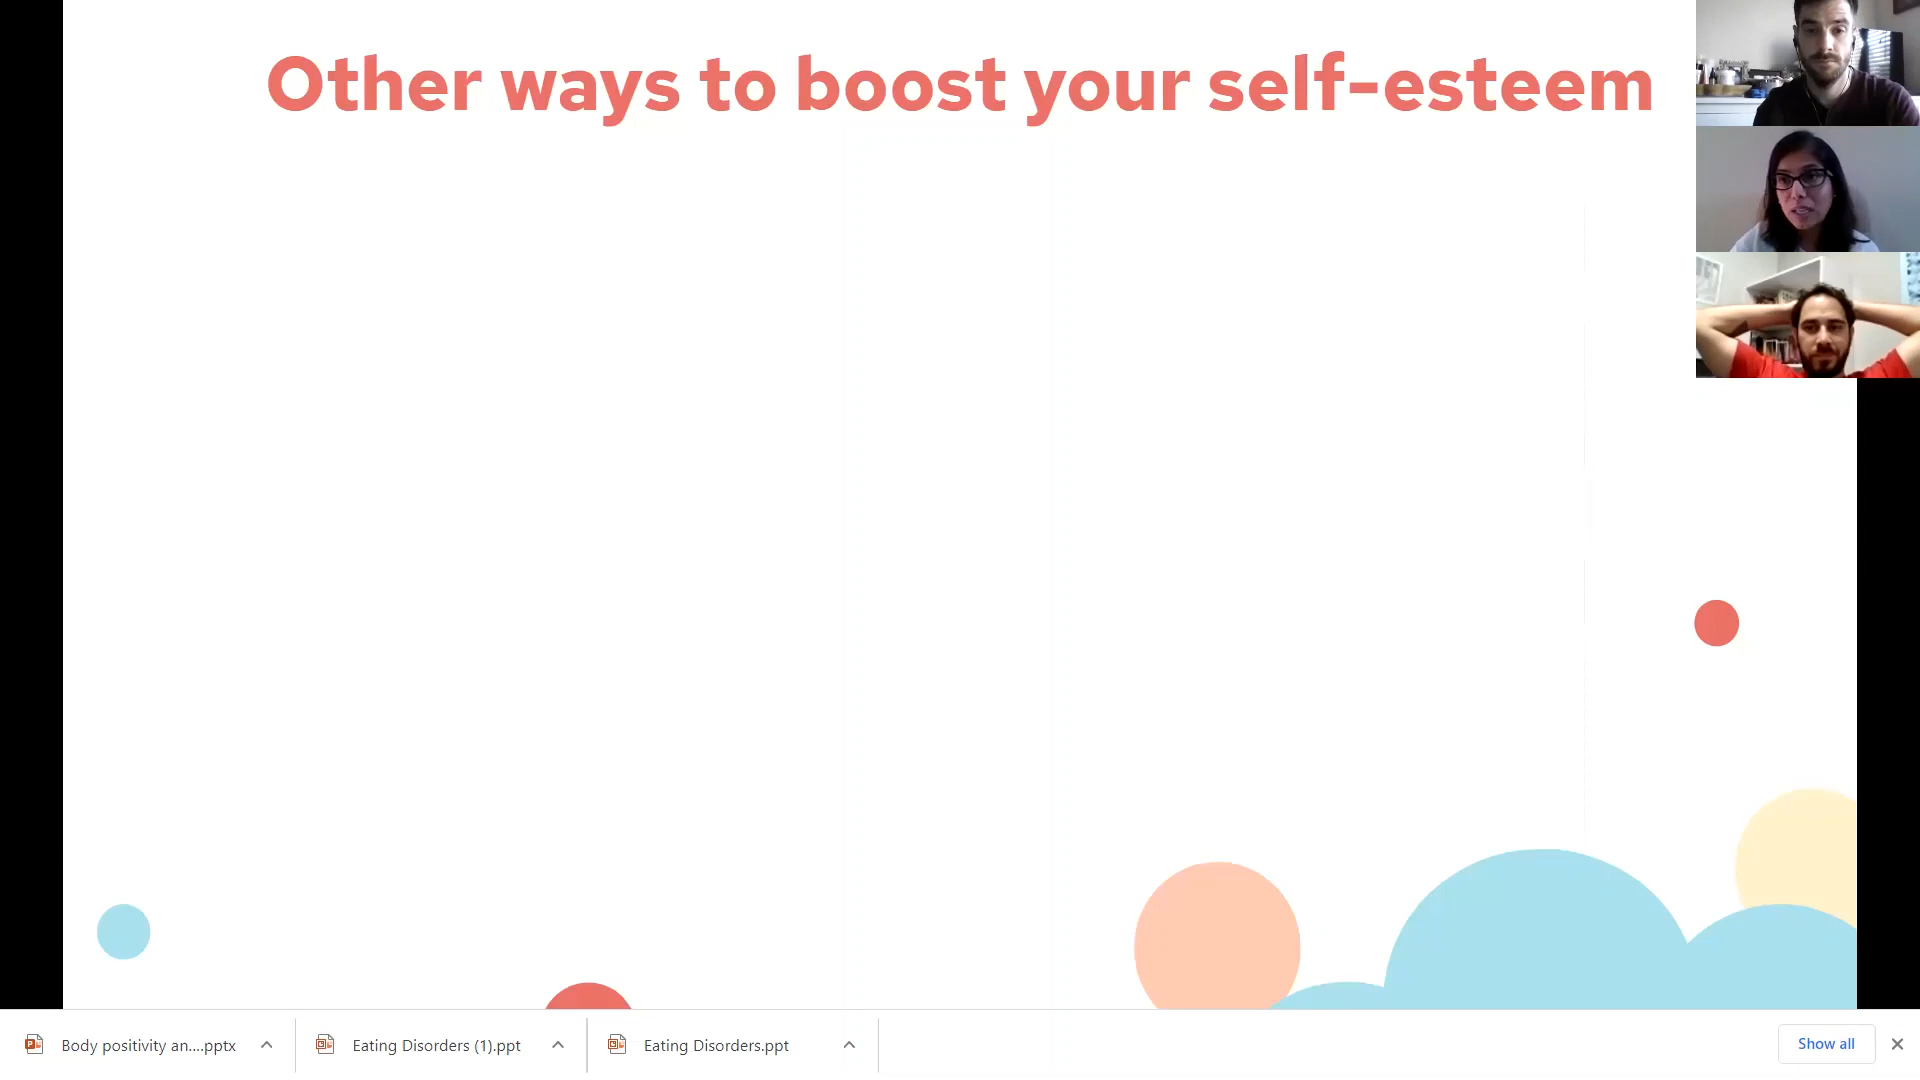 Other ways to boost your self-esteem
Body positivity an....pptx
Eating Disorders (1).ppt
Eating Disorders.ppt
Show all